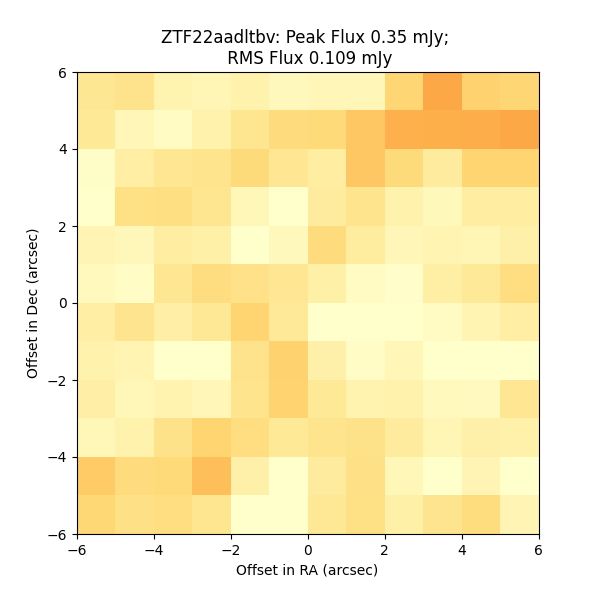 ZTF22aadltbv: Peak Flux 0.35 mJy;
RMS Flux 0.109 mJy
6
4
2
0
−2
−4
−6
Offset in Dec (arcsec)
−6 −4 −2 0 2 4 6
Offset in RA (arcsec)